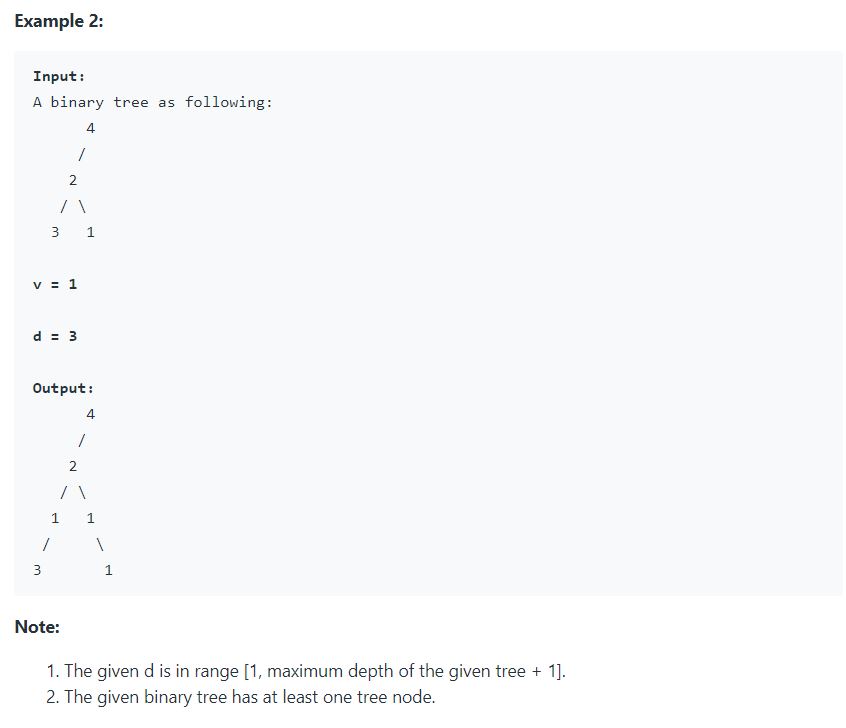 Example 2:
Input:
A binary tree as following:
      4
     /
    2
   / \
  3   1
v = 1
d = 3
Output:
      4
     /
    2
   / \
  1   1
 /     \
3       1
Note:
1. The given d is in range [1, maximum depth of the given tree + 1].
2. The given binary tree has at least one tree node.